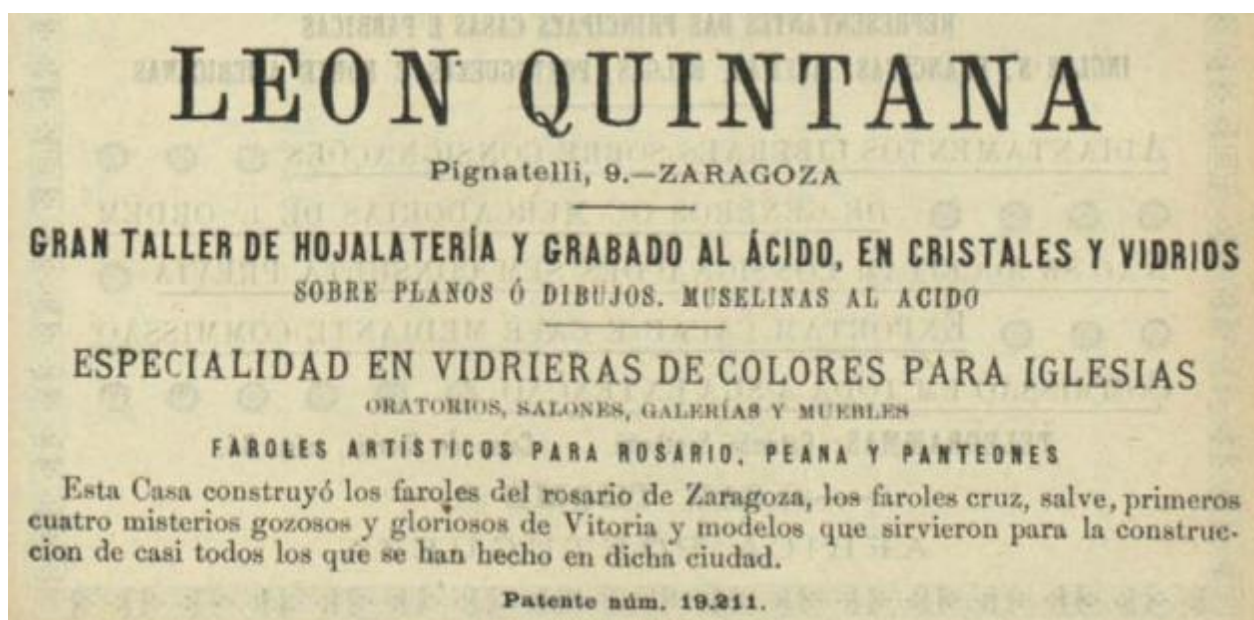 LEON QUINTANA
Pignatelli, 9.—ZARAGOZA
GRAN TALLER DE HOJALATERÍA Y GRABADO AL ÁCIDO, EN CRISTALES Y VIDRIOS
SOBRE PLANOS Ó DIBUJOS. MUSELINAS AL ACIDO
ESPECIALIDAD EN VIDRIERAS DE COLORES PARA IGLESIAS
ORATORIOS, SALONES, GALERÍAS Y MUEBLES
FAROLES ARTÍSTICOS PARA ROSARIO, PEANA Y PANTEONES
Esta Casa construyó los faroles del rosario de Zaragoza, los faroles cruz, salve, primeros
cuatro misterios gozosos y gloriosos de Vitoria y modelos que sirvieron para la construc-
cion de casi todos los que se han hecho en dicha ciudad.
Patente núm. 19.211.